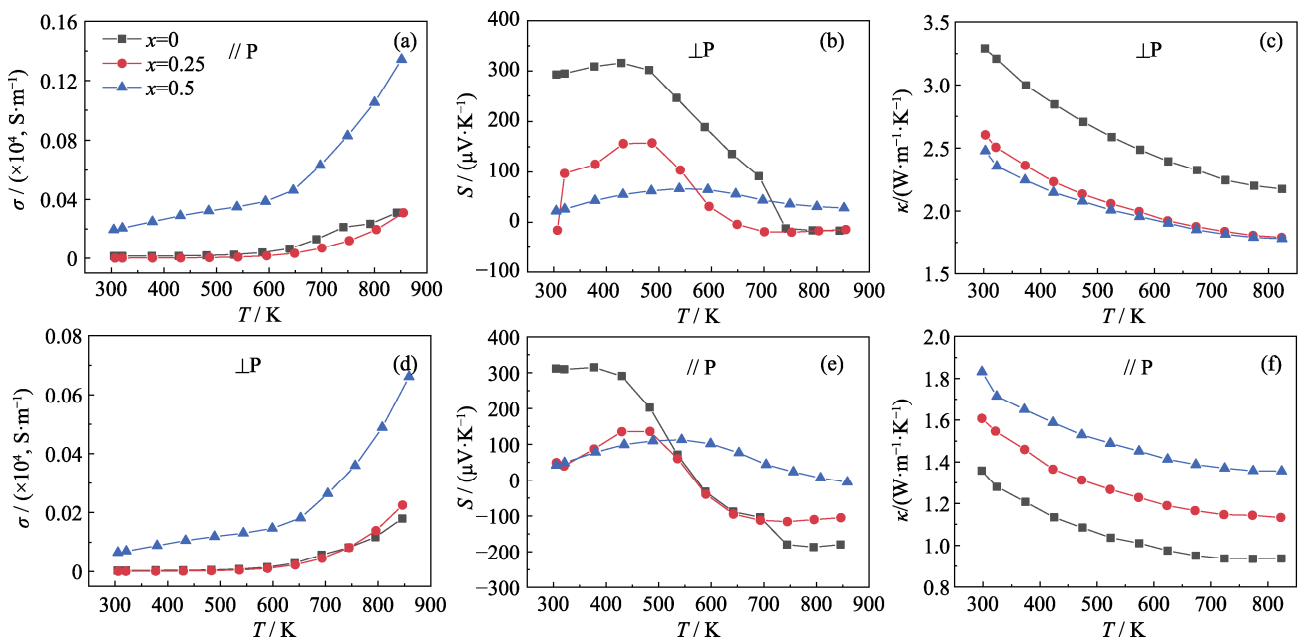 0.16
0.12
0.08
0.04
0
σ / (×10⁴, S·m⁻¹)
x=0
x=0.25
x=0.5
// P
(a)
300 400 500 600 700 800 900
T / K
400
300
200
100
0
−100
S / (μV·K⁻¹)
⊥P
(b)
300 400 500 600 700 800 900
T / K
3.5
3.0
2.5
2.0
1.5
κ/(W·m⁻¹·K⁻¹)
⊥P
(c)
300 400 500 600 700 800
T / K
0.08
0.06
0.04
0.02
0
σ / (×10⁴, S·m⁻¹)
⊥P
(d)
300 400 500 600 700 800 900
T / K
400
300
200
100
0
−100
−200
−300
S / (μV·K⁻¹)
// P
(e)
300 400 500 600 700 800 900
T / K
2.0
1.8
1.6
1.4
1.2
1.0
0.8
κ/(W·m⁻¹·K⁻¹)
// P
(f)
300 400 500 600 700 800
T / K